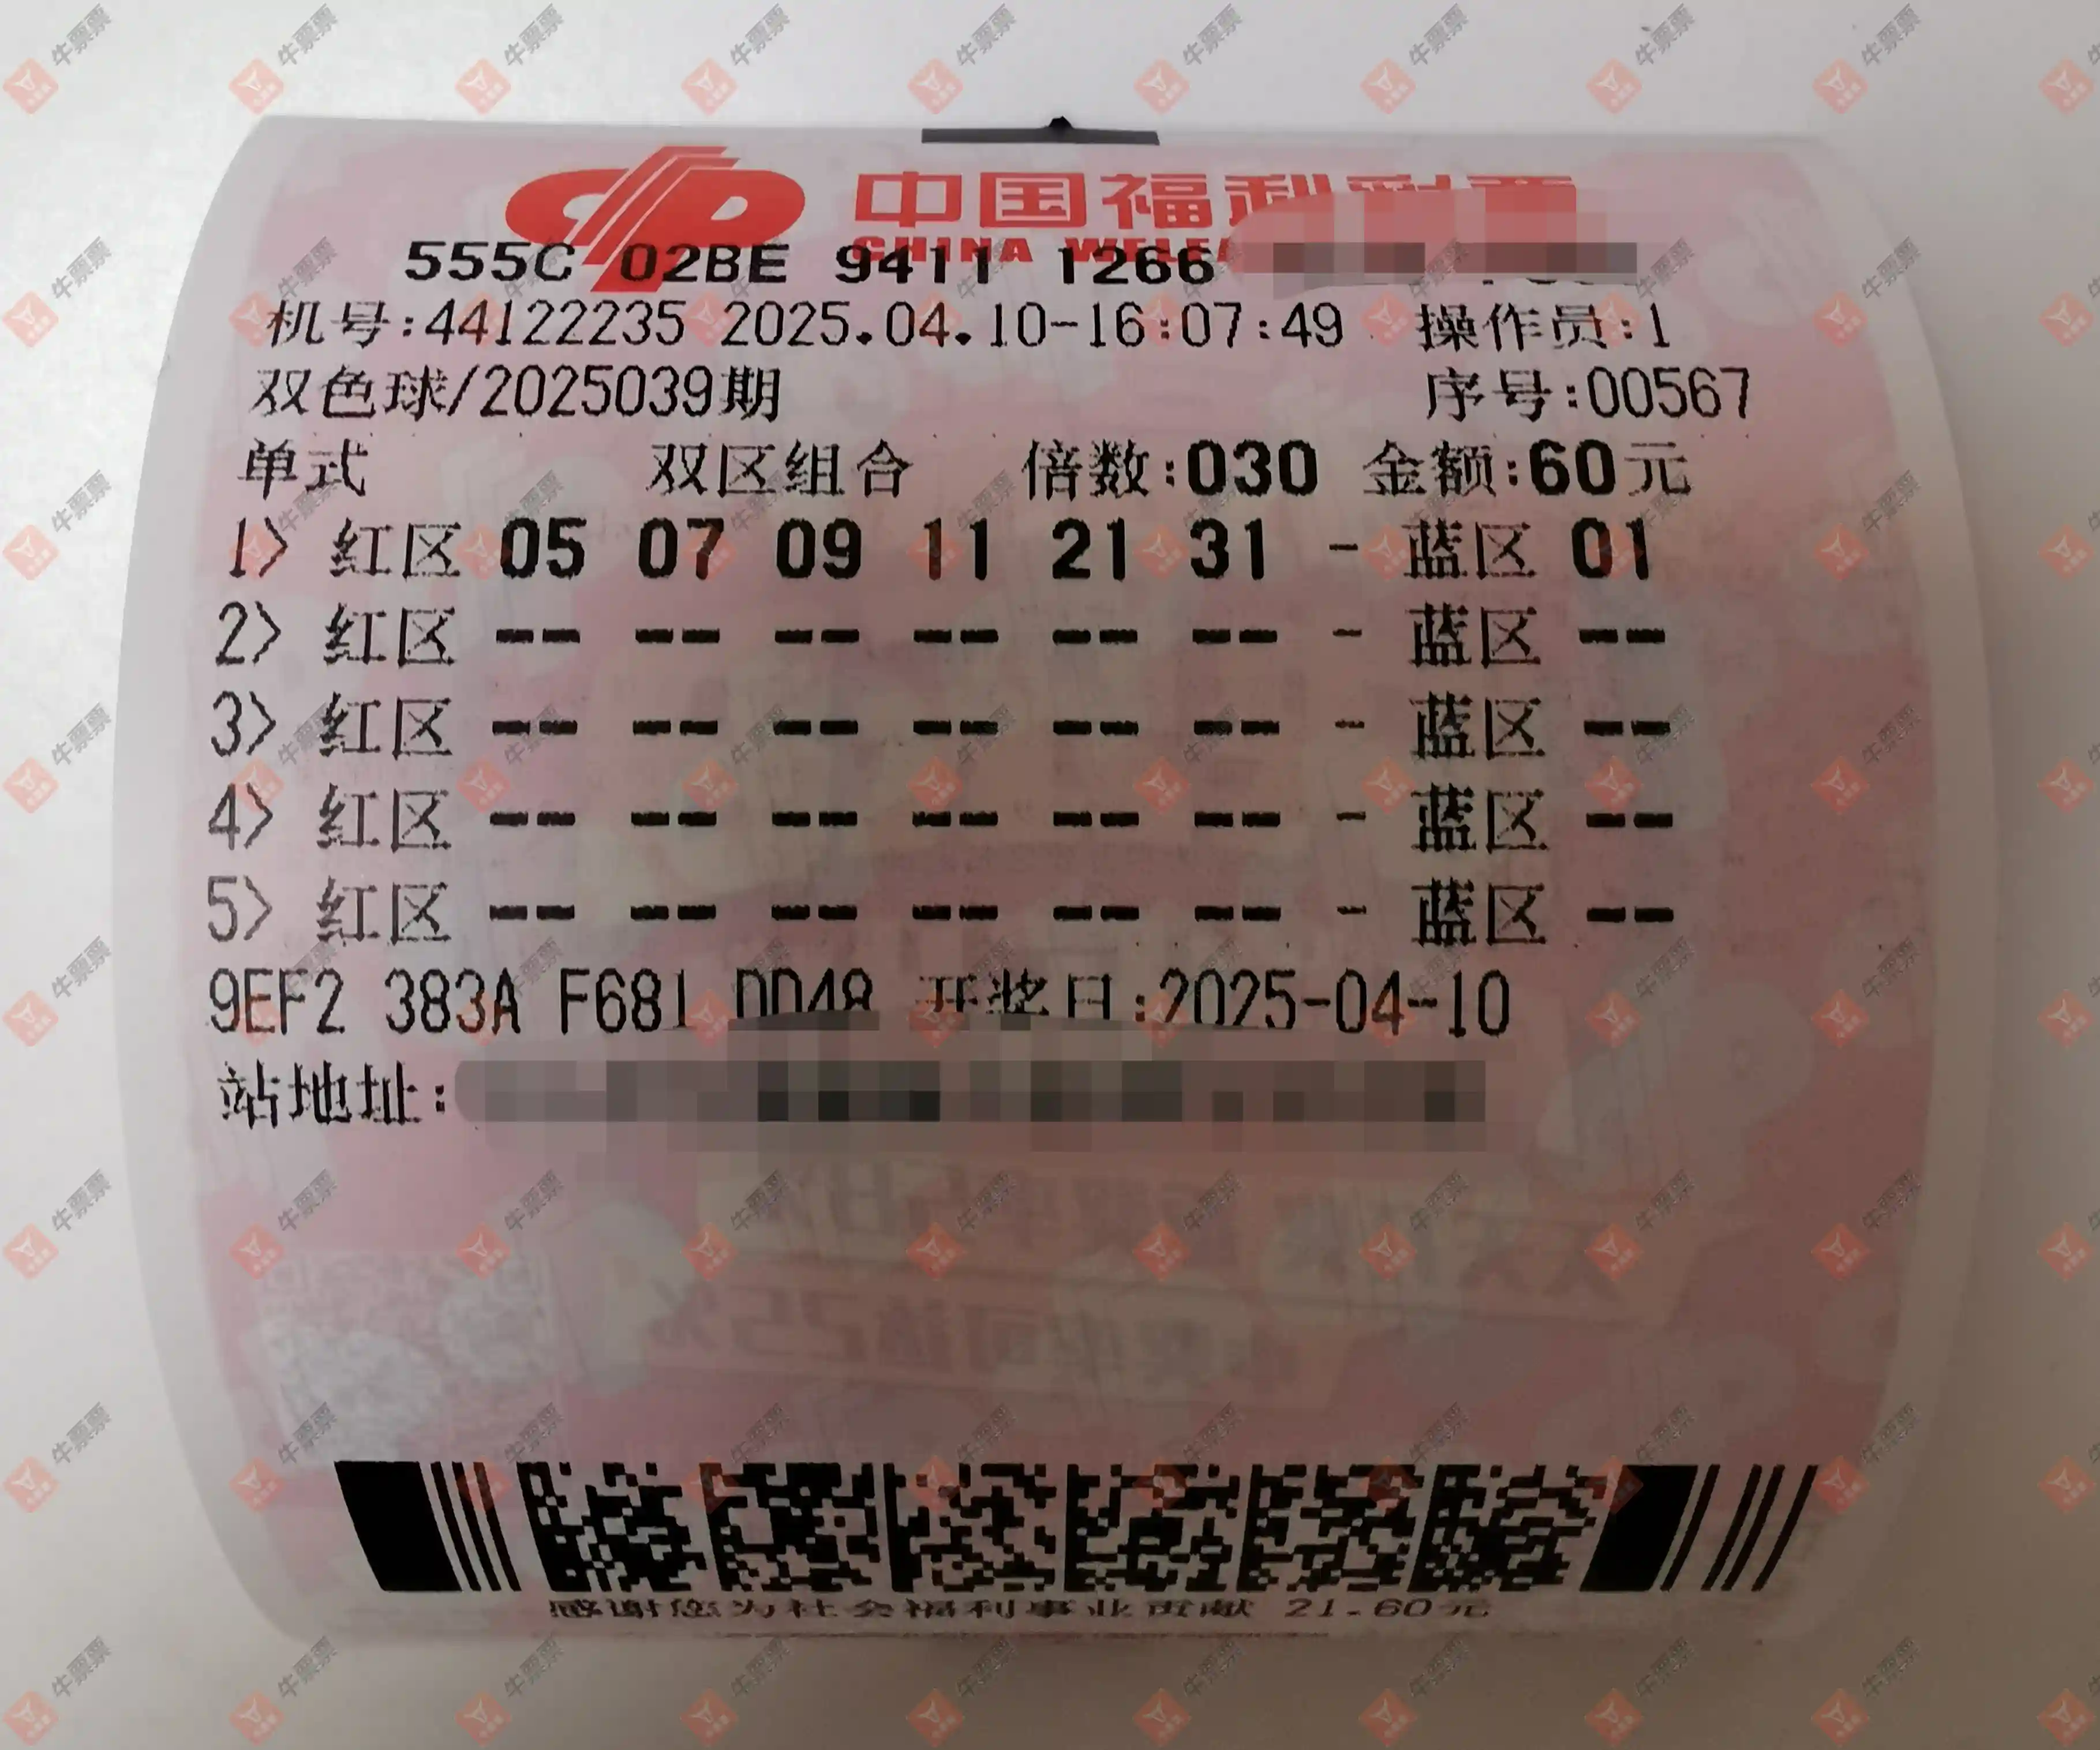 中国福利彩票
CHINA WELFA
555C 02BE 9411 1266
机号:44122235 2025.04.10-16:07:49 操作员:1
双色球/2025039期 序号:00567
单式 双区组合 倍数:030 金额:60元
1> 红区 05 07 09 11 21 31 - 蓝区 01
2> 红区 -- -- -- -- -- -- - 蓝区 --
3> 红区 -- -- -- -- -- -- - 蓝区 --
4> 红区 -- -- -- -- -- -- - 蓝区 --
5> 红区 -- -- -- -- -- -- - 蓝区 --
9EF2 383A F681 DD48 开奖日:2025-04-10
站地址:
感谢您为社会福利事业贡献 21.60元
牛票票